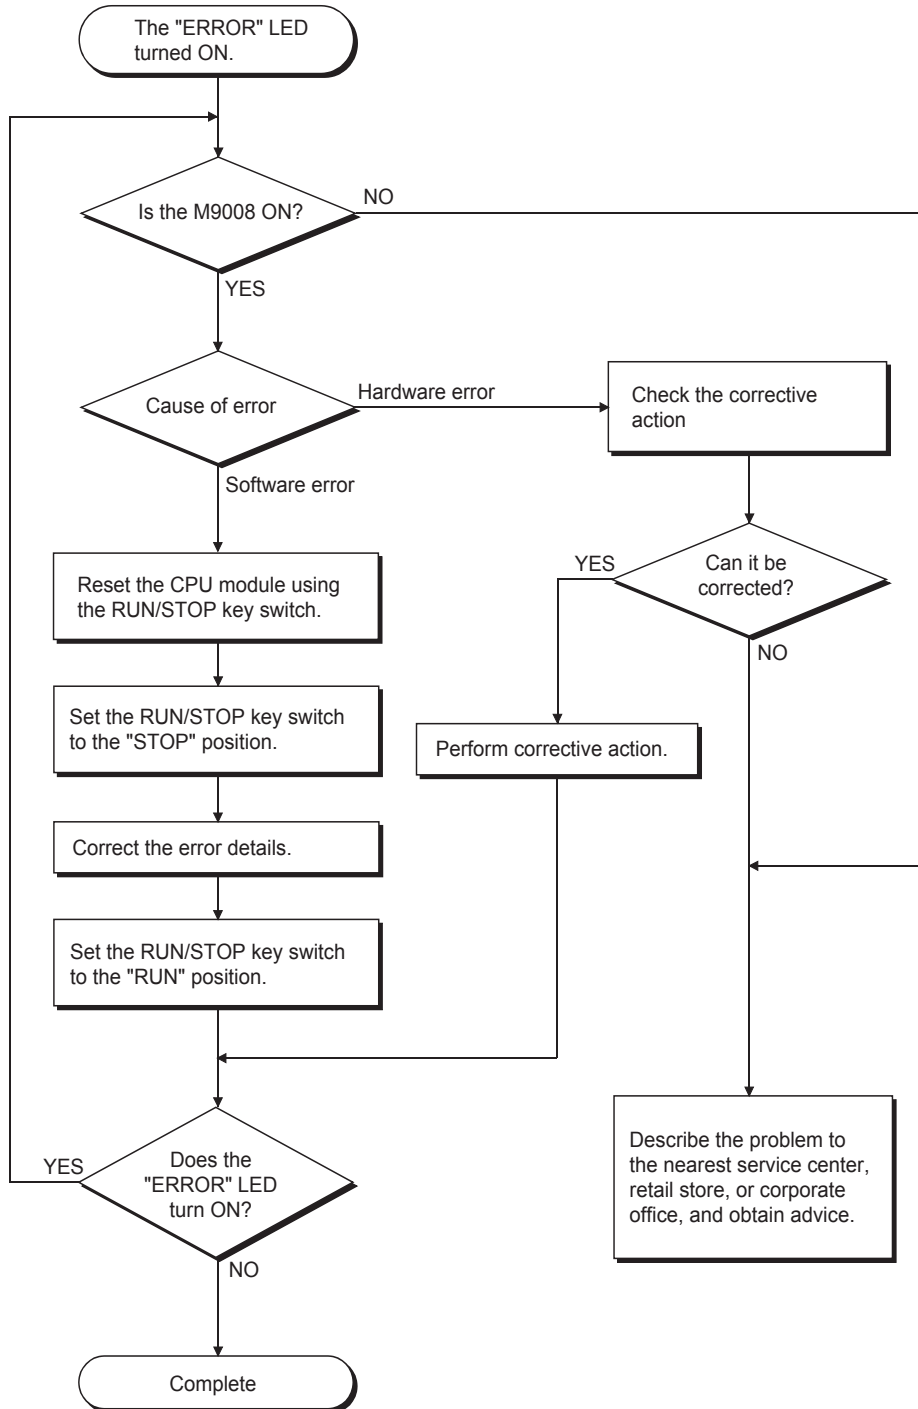 The "ERROR" LED
turned ON.
Is the M9008 ON?
NO
YES
Cause of error
Hardware error
Check the corrective
action
Software error
Reset the CPU module using
the RUN/STOP key switch.
YES
Can it be
corrected?
NO
Set the RUN/STOP key switch
to the "STOP" position.
Perform corrective action.
Correct the error details.
Set the RUN/STOP key switch
to the "RUN" position.
YES
Does the
"ERROR" LED
turn ON?
NO
Describe the problem to
the nearest service center,
retail store, or corporate
office, and obtain advice.
Complete